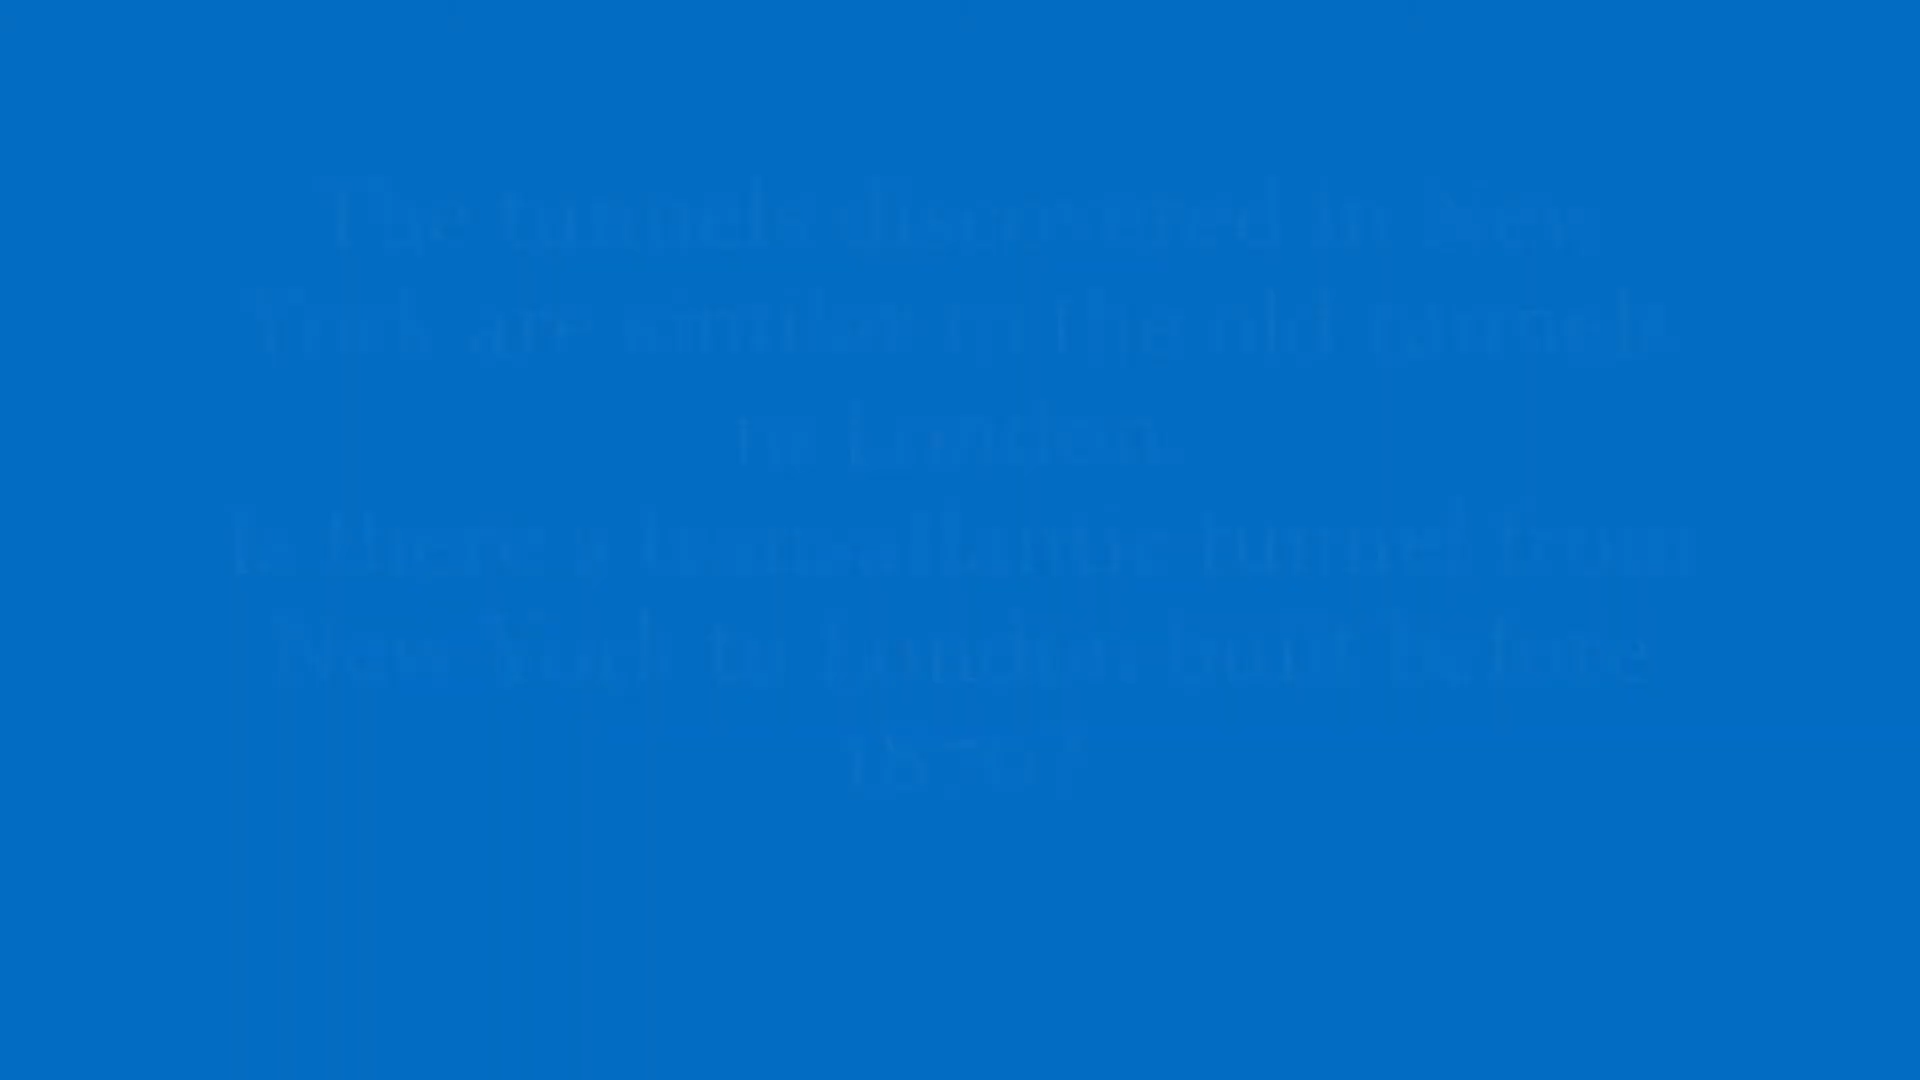 The tunnels discovered in New
York are similar to the old tunnels
in London.
Is there a transatlantic tunnel from
New York to London built before